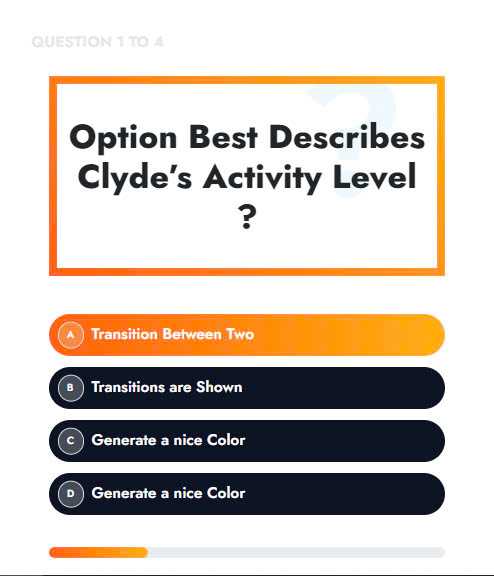 QUESTION 1 TO 4
?
Option Best Describes
Clyde’s Activity Level
?
A Transition Between Two
B Transitions are Shown
C Generate a nice Color
D Generate a nice Color